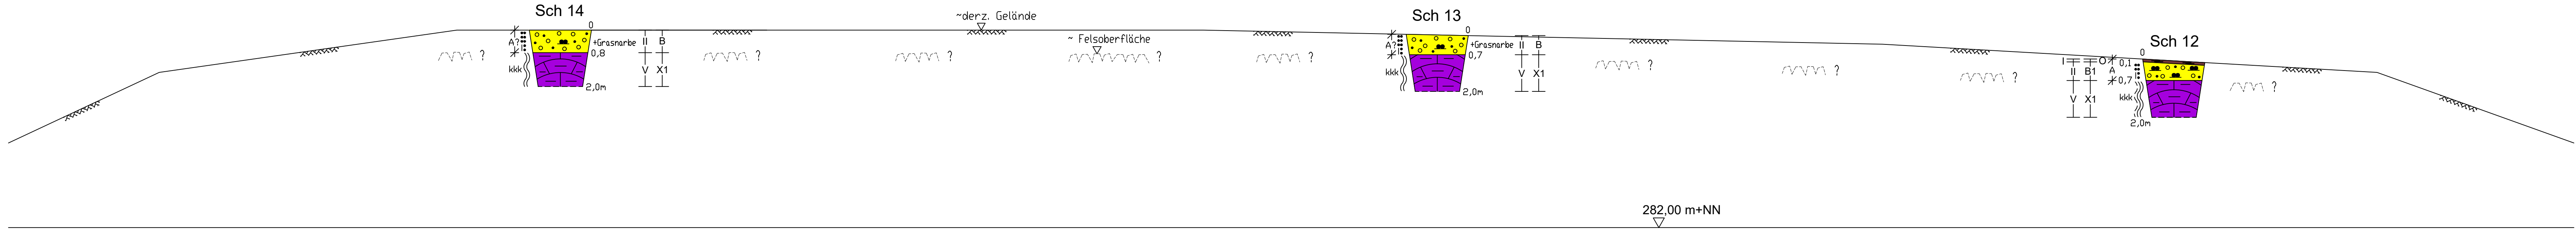 Sch 14
0
A?
+Grasnarbe
0,8
kkk
2,0m
II
B
V
X1
?
?
~derz. Gelände
?
~ Felsoberfläche
?
?
Sch 13
0
A?
+Grasnarbe
0,7
kkk
2,0m
II
B
V
X1
?
?
?
Sch 12
0
I
O
0,1
II
B1
A
0,7
kkk
V
X1
2,0m
?
282,00 m+NN